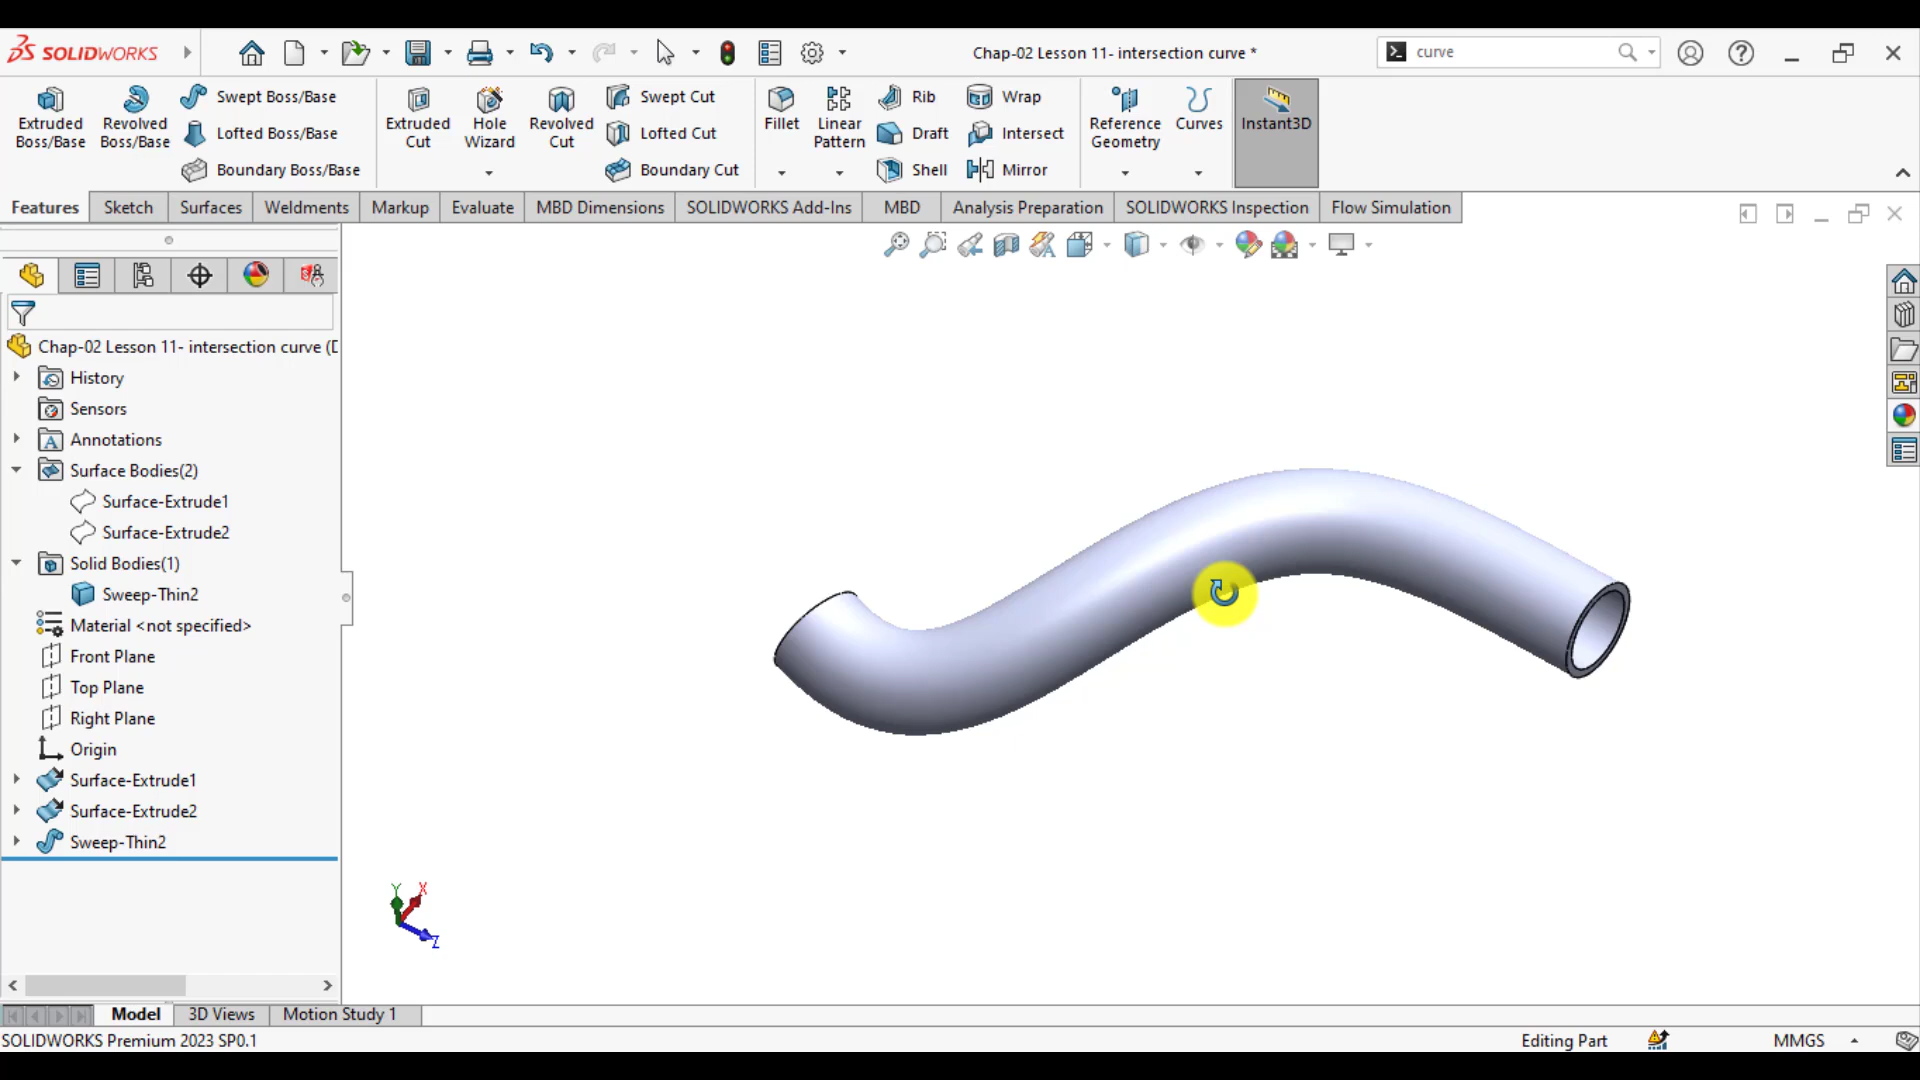 SOLIDWORKS
Chap-02 Lesson 11- intersection curve *
curve
Extruded Boss/Base
Revolved Boss/Base
Swept Boss/Base
Lofted Boss/Base
Boundary Boss/Base
Extruded Cut
Hole Wizard
Revolved Cut
Swept Cut
Lofted Cut
Boundary Cut
Fillet
Linear Pattern
Rib
Draft
Shell
Wrap
Intersect
Mirror
Reference Geometry
Curves
Instant3D
Features
Sketch
Surfaces
Weldments
Markup
Evaluate
MBD Dimensions
SOLIDWORKS Add-Ins
MBD
Analysis Preparation
SOLIDWORKS Inspection
Flow Simulation
Chap-02 Lesson 11- intersection curve (D
History
Sensors
Annotations
Surface Bodies(2)
Surface-Extrude1
Surface-Extrude2
Solid Bodies(1)
Sweep-Thin2
Material <not specified>
Front Plane
Top Plane
Right Plane
Origin
Surface-Extrude1
Surface-Extrude2
Sweep-Thin2
Y
X
Z
Model
3D Views
Motion Study 1
SOLIDWORKS Premium 2023 SP0.1
Editing Part
MMGS